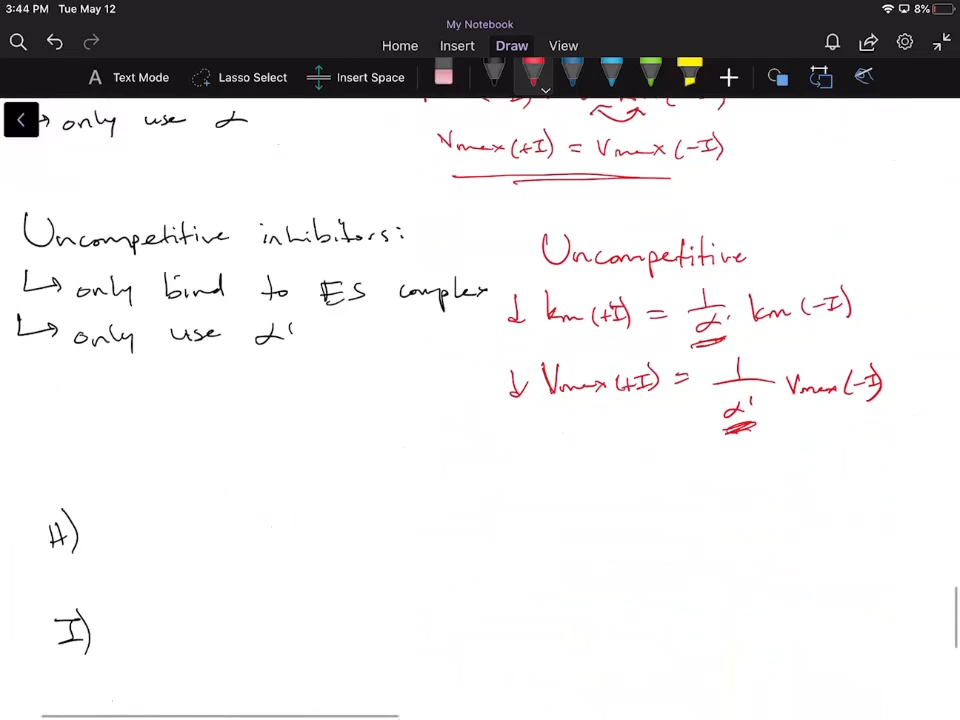 3:44 PM Tue May 12
8%
My Notebook
Home Insert Draw View
A Text Mode Lasso Select Insert Space
↳ only use α
Vmax (+I) = Vmax (-I)
Uncompetitive inhibitors:
↳ only bind to ES complex
↳ only use α'
Uncompetitive
↓ km (+I) = 1/α' km (-I)
↓ Vmax (+I) = 1/α' Vmax (-I)
H)
I)